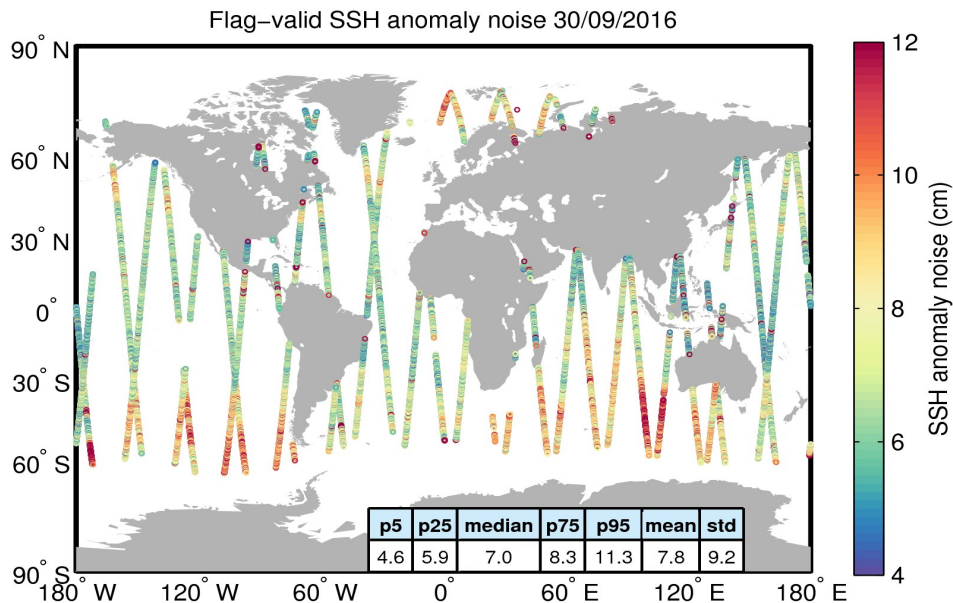 Flag−valid SSH anomaly noise 30/09/2016
90° N
60° N
30° N
0°
30° S
60° S
90° S
180° W
120° W
60° W
0°
60° E
120° E
180° E
p5 p25 median p75 p95 mean std
4.6 5.9 7.0 8.3 11.3 7.8 9.2
12
10
8
6
4
SSH anomaly noise (cm)